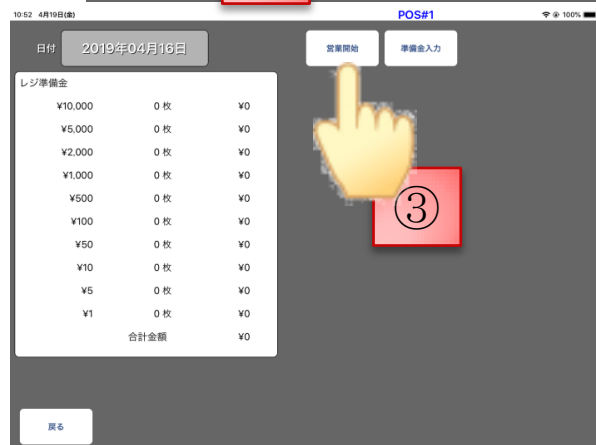 10:52 4月19日(金) POS#1 100%
日付 2019年04月16日 営業開始 準備金入力
レジ準備金
¥10,000 0 枚 ¥0
¥5,000 0 枚 ¥0
¥2,000 0 枚 ¥0
¥1,000 0 枚 ¥0
¥500 0 枚 ¥0
¥100 0 枚 ¥0
¥50 0 枚 ¥0
¥10 0 枚 ¥0
¥5 0 枚 ¥0
¥1 0 枚 ¥0
合計金額 ¥0
③
戻る